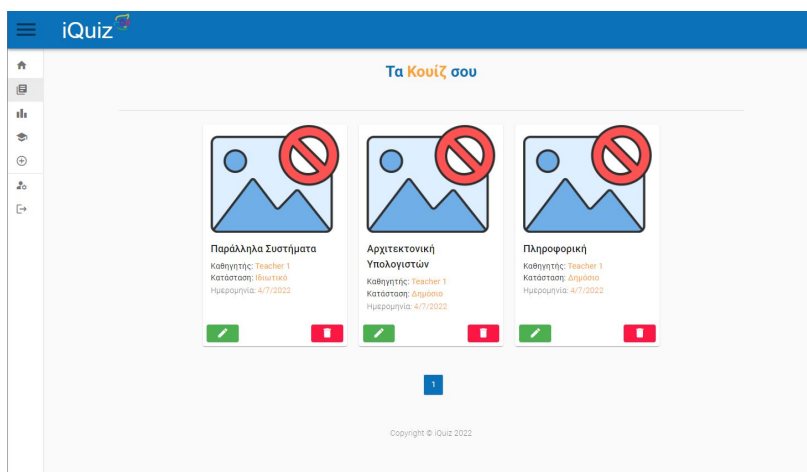 iQuiz
Τα Κουίζ σου
Παράλληλα Συστήματα
Καθηγητής: Teacher 1
Κατάσταση: Ιδιωτικό
Ημερομηνία: 4/7/2022
Αρχιτεκτονική
Υπολογιστών
Καθηγητής: Teacher 1
Κατάσταση: Δημόσιο
Ημερομηνία: 4/7/2022
Πληροφορική
Καθηγητής: Teacher 1
Κατάσταση: Δημόσιο
Ημερομηνία: 4/7/2022
1
Copyright © iQuiz 2022